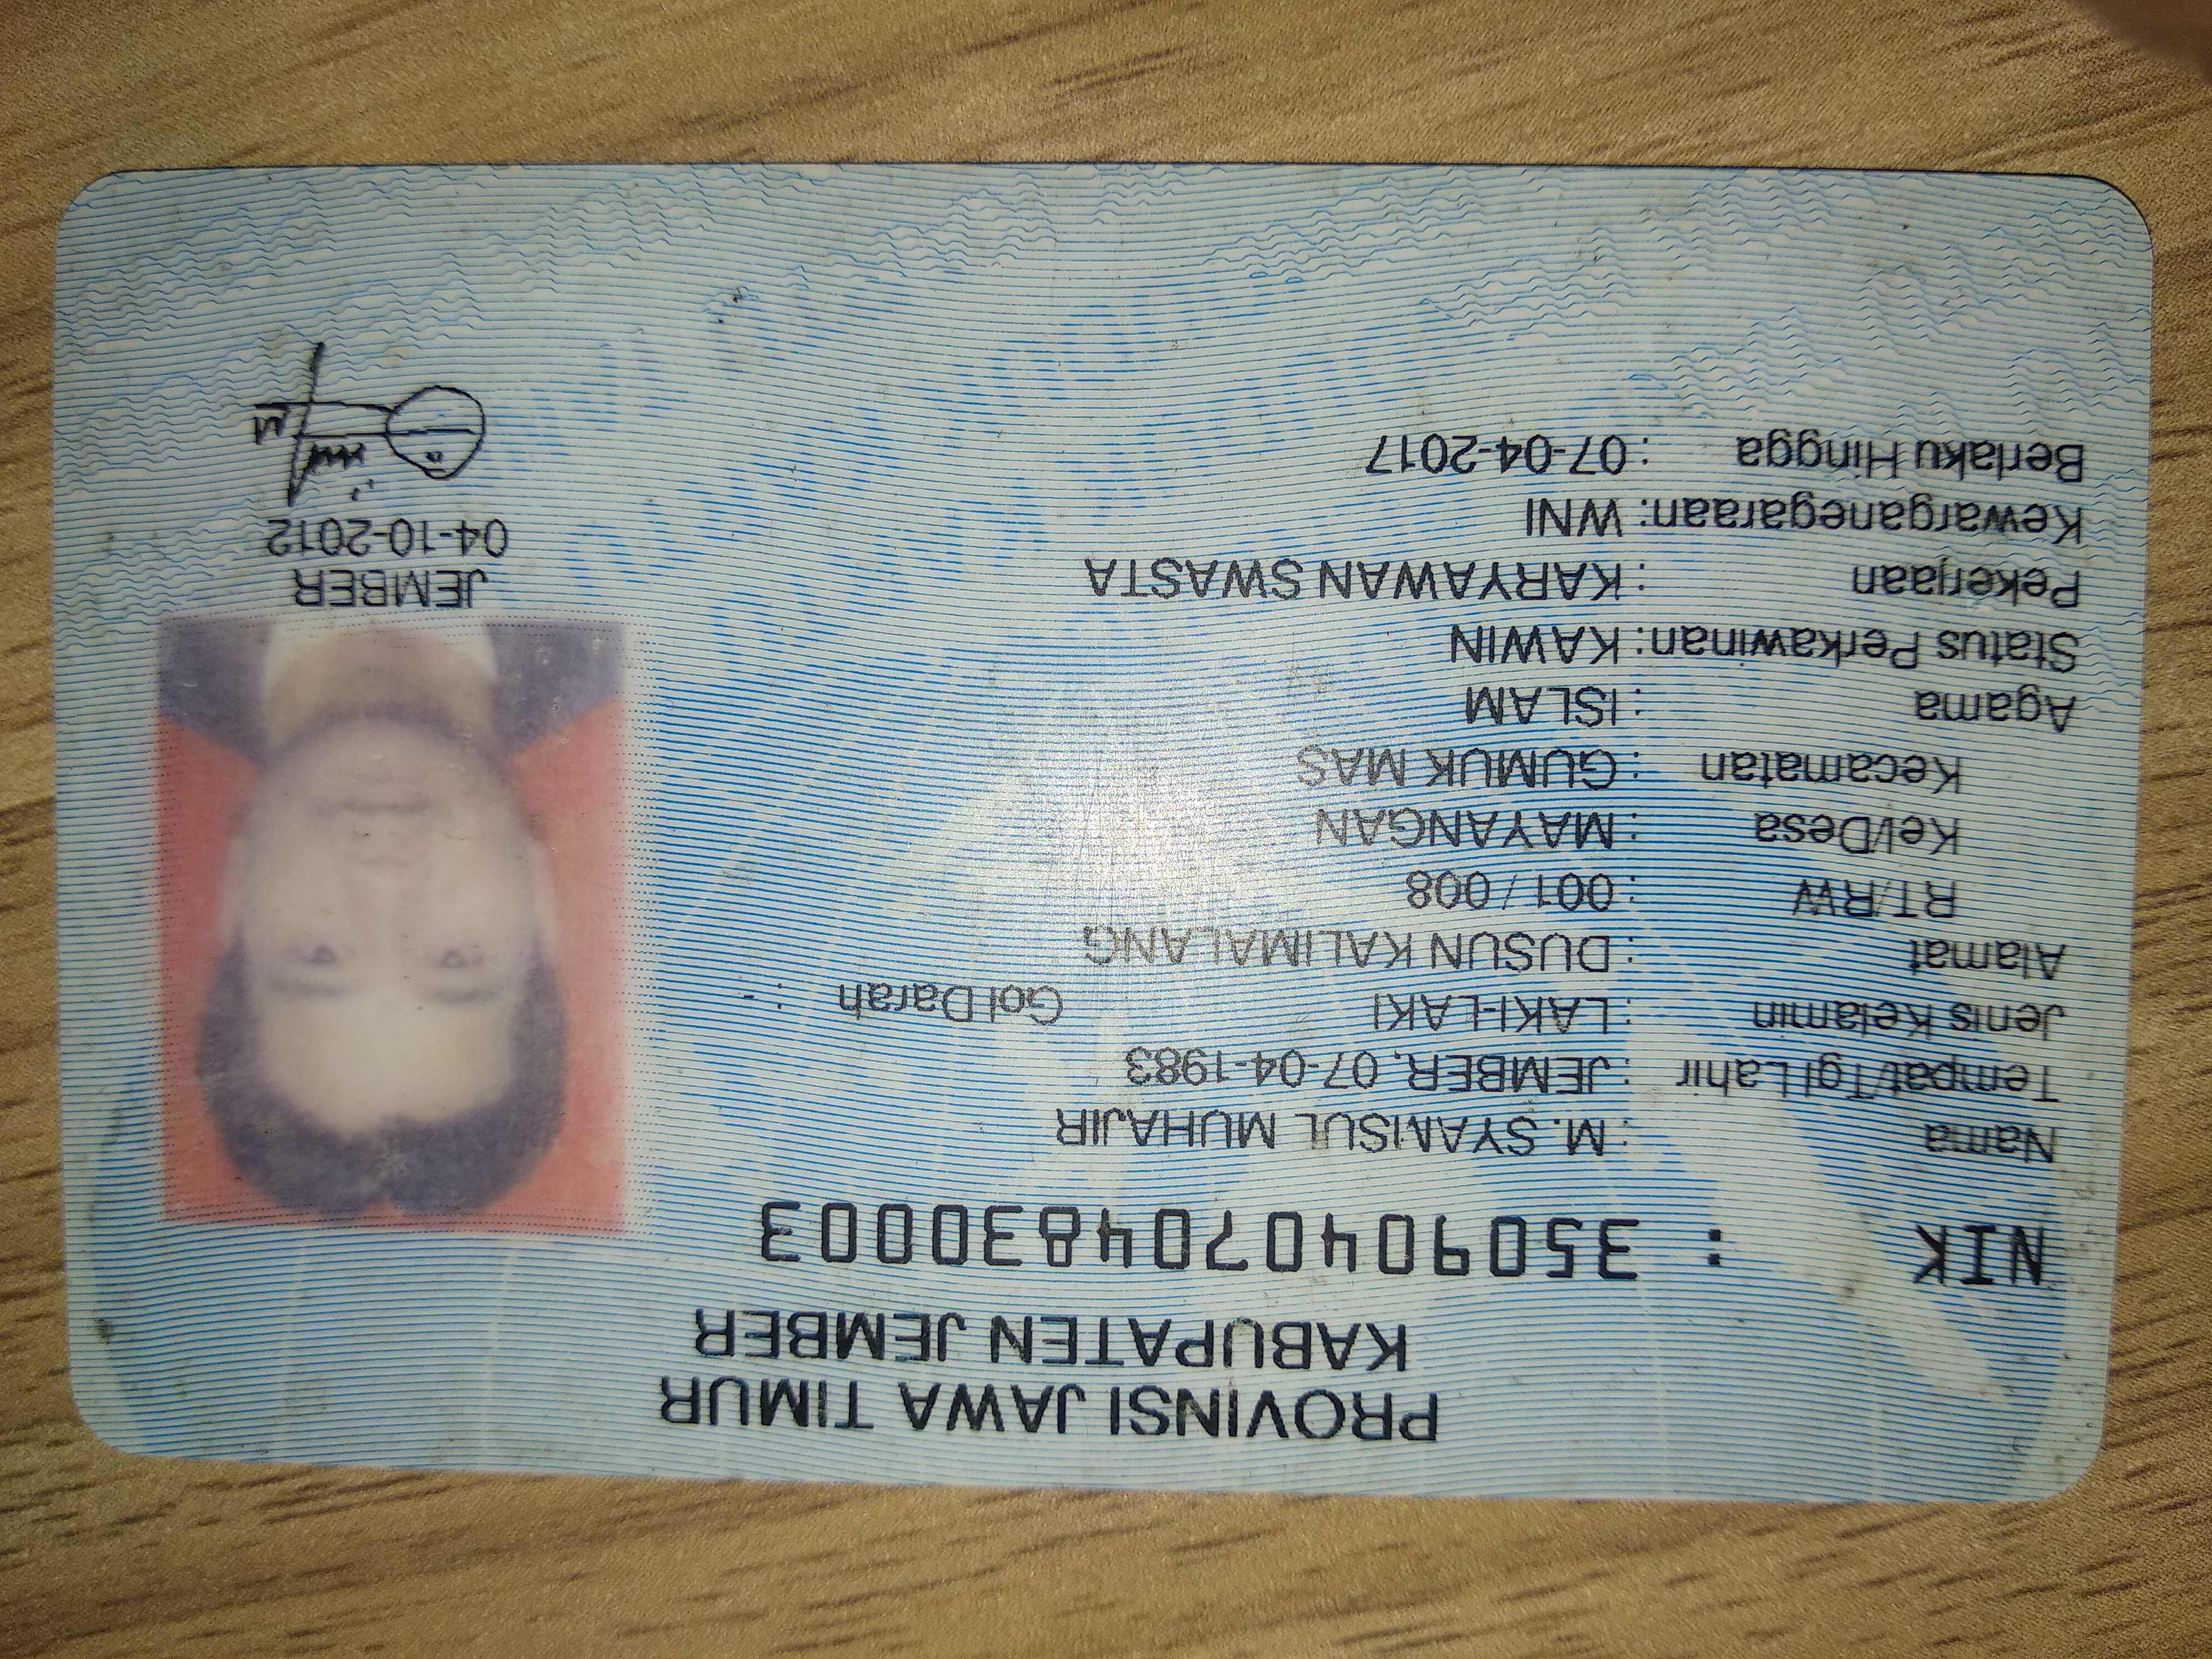 PROVINSI JAWA TIMUR
KABUPATEN JEMBER
NIK : 3509040704830003
Nama : M. SYAMSUL MUHAJIR
Tempat/Tgl Lahir : JEMBER, 07-04-1983
Jenis Kelamin : LAKI-LAKI Gol Darah : -
Alamat : DUSUN KALIMALANG
RT/RW : 001 / 008
Kel/Desa : MAYANGAN
Kecamatan : GUMUK MAS
Agama : ISLAM
Status Perkawinan: KAWIN
Pekerjaan : KARYAWAN SWASTA
Kewarganegaraan: WNI
Berlaku Hingga : 07-04-2017
JEMBER
04-10-2012